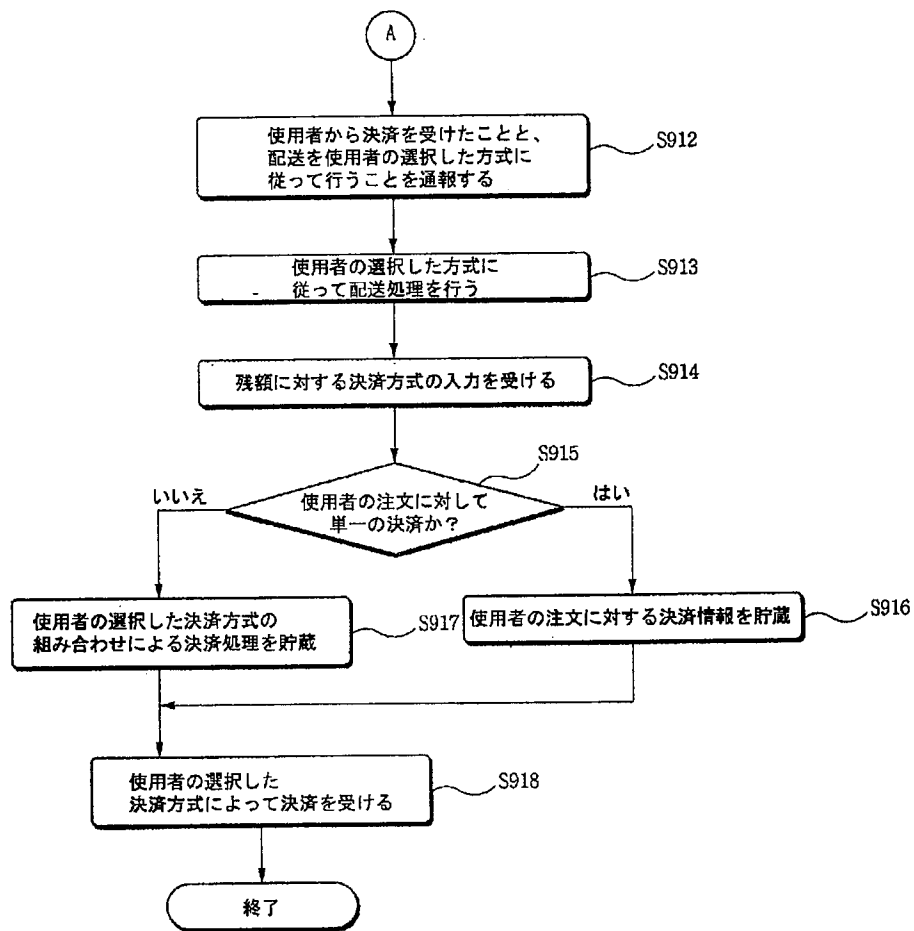 A
使用者から決済を受けたことと、
配送を使用者の選択した方式に
従って行うことを通報する
S912
使用者の選択した方式に
従って配送処理を行う
S913
残額に対する決済方式の入力を受ける
S914
S915
いいえ
使用者の注文に対して
単一の決済か？
はい
使用者の選択した決済方式の
組み合わせによる決済処理を貯蔵
S917
使用者の注文に対する決済情報を貯蔵
S916
使用者の選択した
決済方式によって決済を受ける
S918
終了